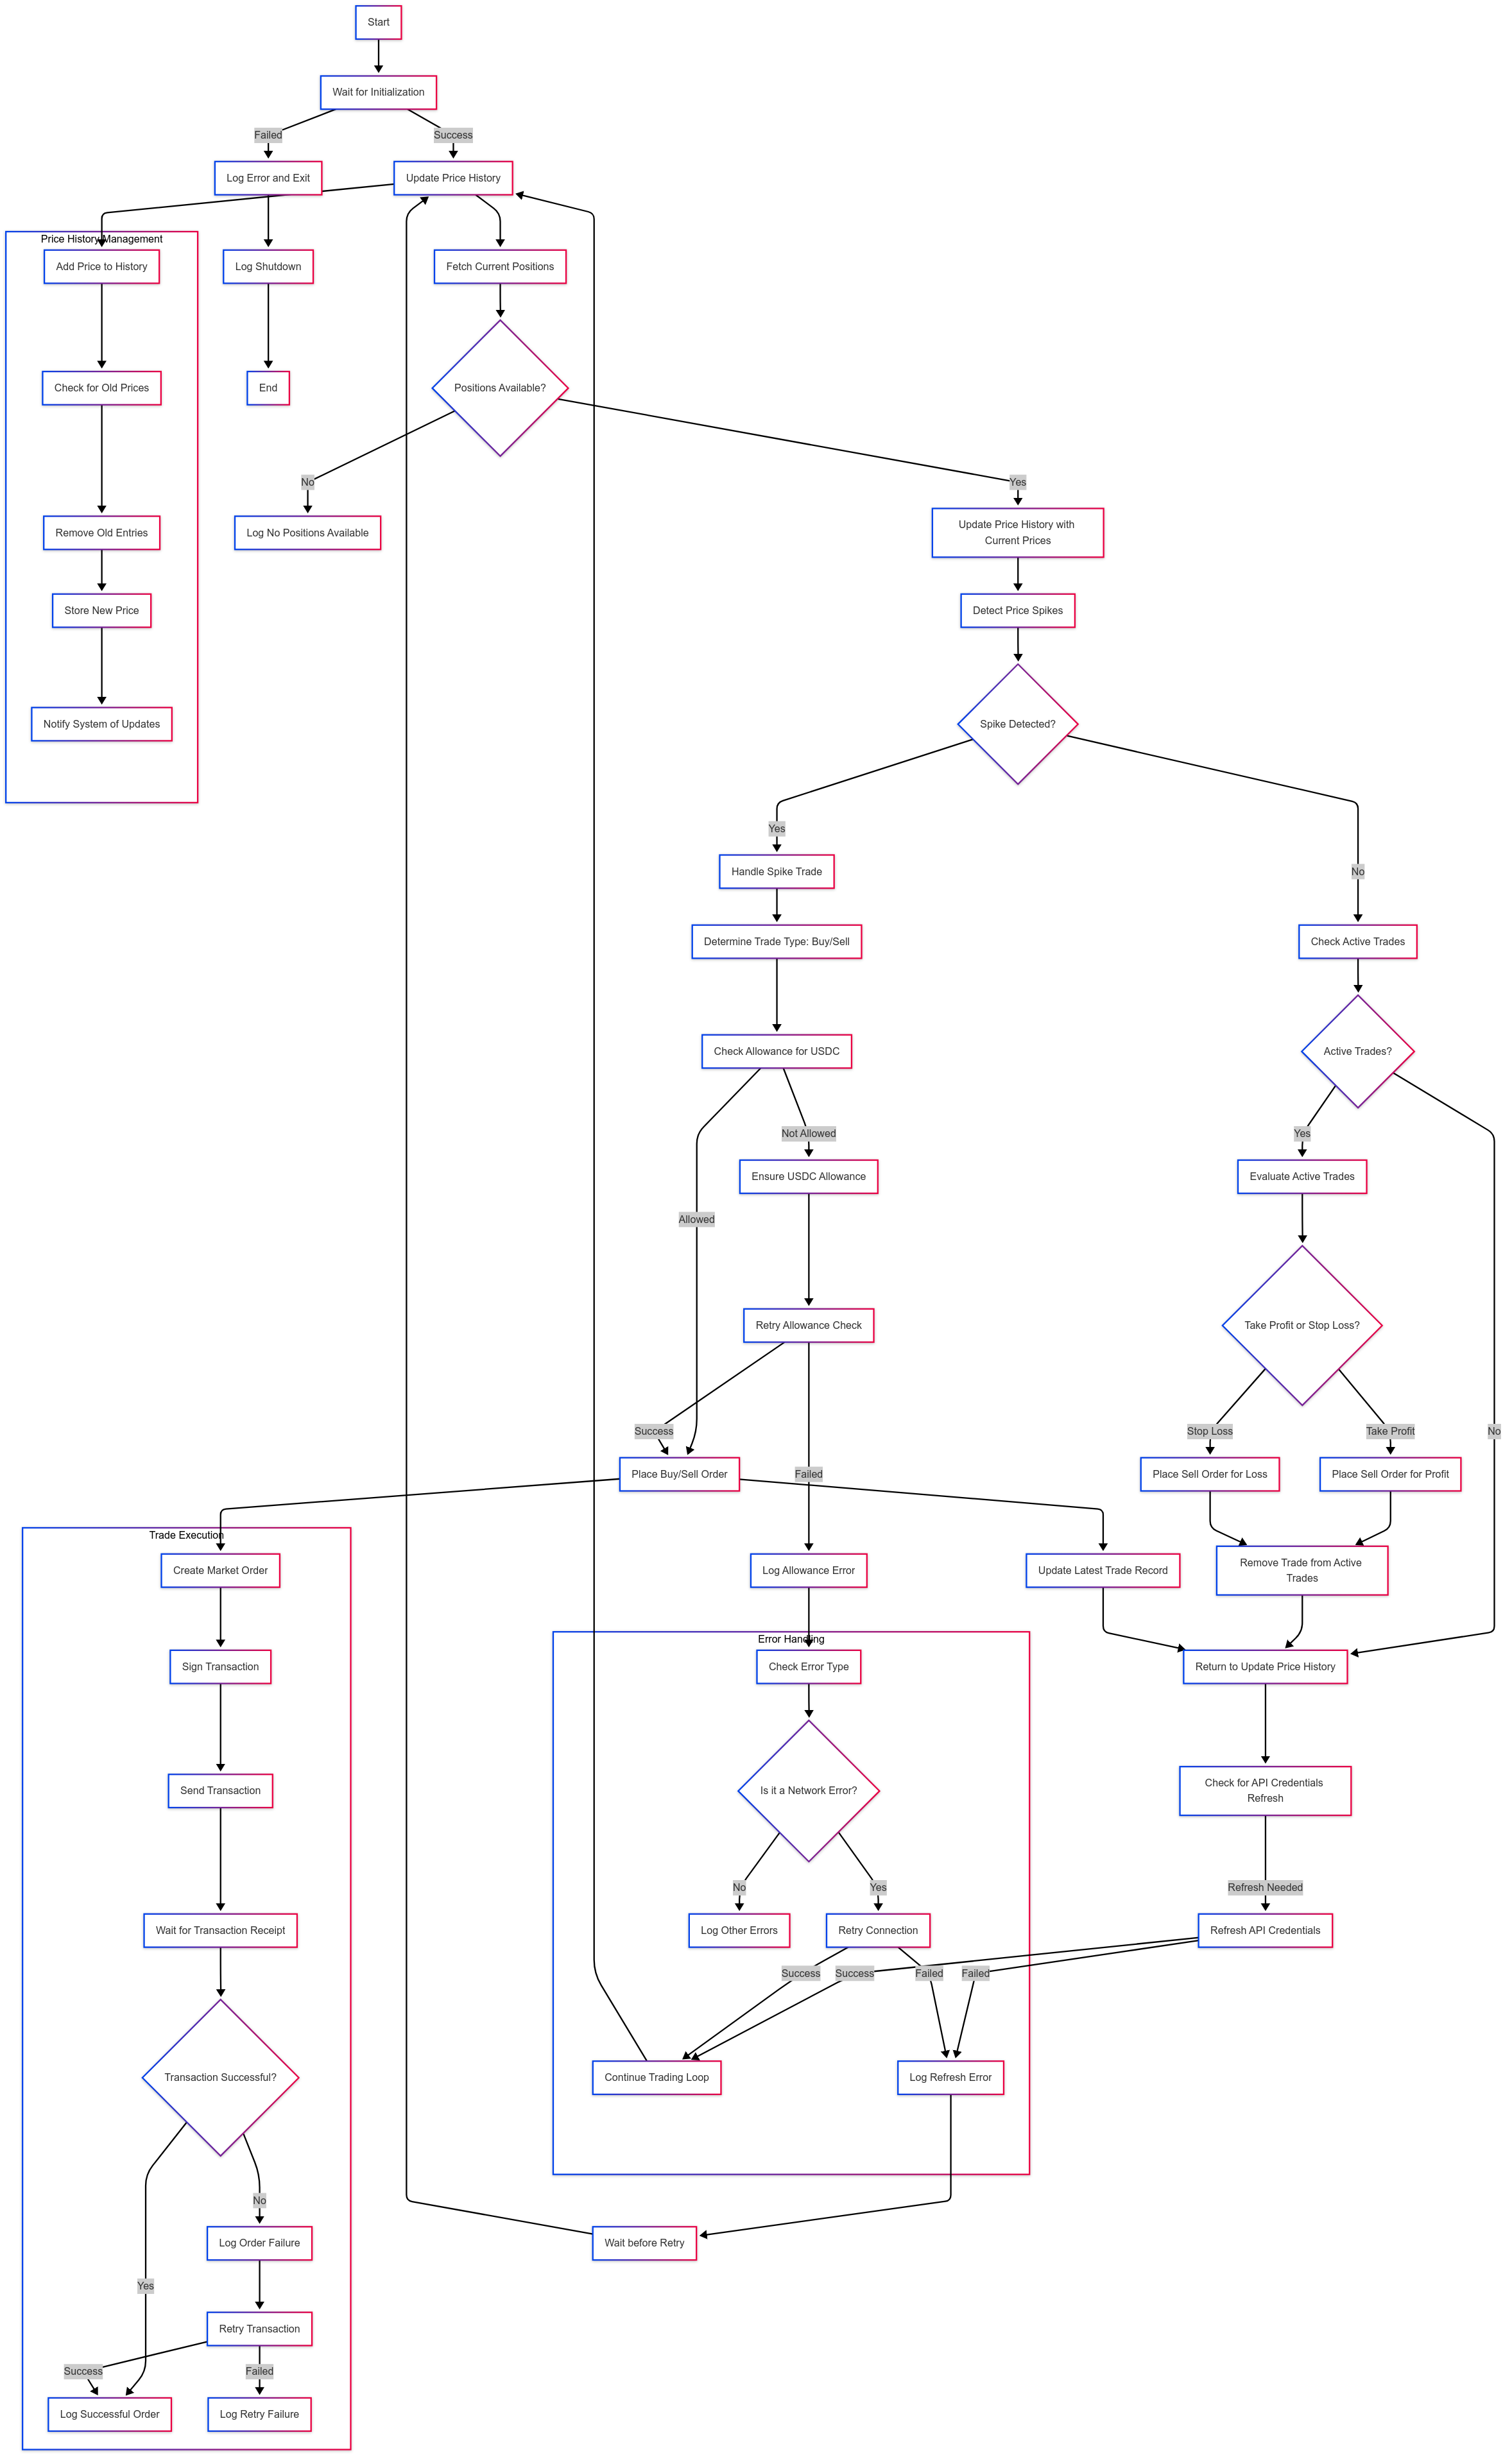 Start
Wait for Initialization
Failed
Success
Log Error and Exit
Update Price History
Price History Management
Add Price to History
Log Shutdown
Fetch Current Positions
Check for Old Prices
End
Positions Available?
No
Yes
Remove Old Entries
Log No Positions Available
Update Price History with
Current Prices
Store New Price
Detect Price Spikes
Notify System of Updates
Spike Detected?
Yes
Handle Spike Trade
No
Determine Trade Type: Buy/Sell
Check Active Trades
Check Allowance for USDC
Active Trades?
Not Allowed
Yes
Ensure USDC Allowance
Evaluate Active Trades
Allowed
Retry Allowance Check
Take Profit or Stop Loss?
Success
Stop Loss
Take Profit
No
Place Buy/Sell Order
Failed
Place Sell Order for Loss
Place Sell Order for Profit
Trade Execution
Create Market Order
Log Allowance Error
Update Latest Trade Record
Remove Trade from Active
Trades
Error Handling
Sign Transaction
Check Error Type
Return to Update Price History
Send Transaction
Is it a Network Error?
Check for API Credentials
Refresh
No
Yes
Refresh Needed
Wait for Transaction Receipt
Log Other Errors
Retry Connection
Refresh API Credentials
Success
Success
Failed
Failed
Transaction Successful?
Continue Trading Loop
Log Refresh Error
No
Log Order Failure
Wait before Retry
Yes
Retry Transaction
Success
Failed
Log Successful Order
Log Retry Failure